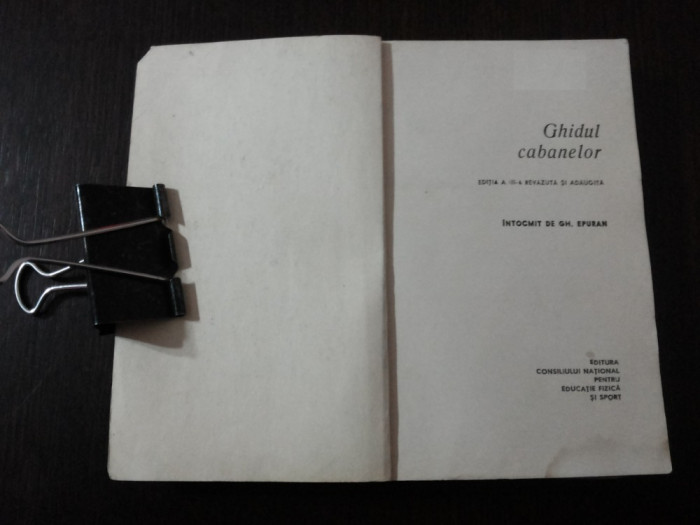 Ghidul
cabanelor
EDIȚIA A III-A REVĂZUTĂ ȘI ADĂUGITĂ
ÎNTOCMIT DE GH. EPURAN
EDITURA
CONSILIULUI NAȚIONAL
PENTRU
EDUCAȚIE FIZICĂ
ȘI SPORT